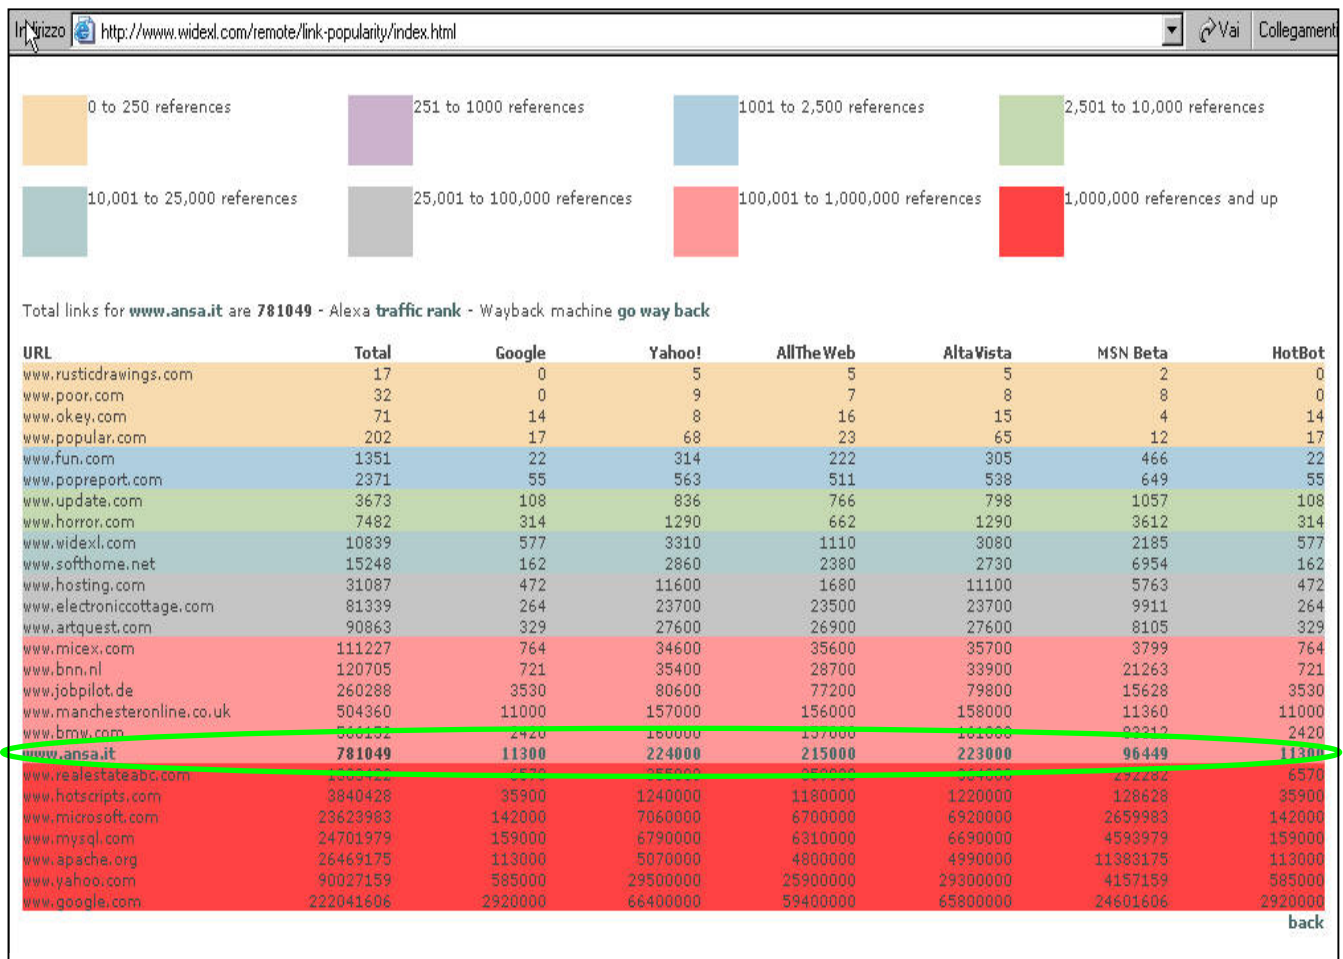 Indirizzo http://www.widexl.com/remote/link-popularity/index.html Vai Collegamenti
0 to 250 references 251 to 1000 references 1001 to 2,500 references 2,501 to 10,000 references
10,001 to 25,000 references 25,001 to 100,000 references 100,001 to 1,000,000 references 1,000,000 references and up
Total links for www.ansa.it are 781049 - Alexa traffic rank - Wayback machine go way back
URL Total Google Yahoo! AllTheWeb AltaVista MSN Beta HotBot
www.rusticdrawings.com 17 0 5 5 5 2 0
www.poor.com 32 0 9 7 8 8 0
www.okey.com 71 14 8 16 15 4 14
www.popular.com 202 17 68 23 65 12 17
www.fun.com 1351 22 314 222 305 466 22
www.popreport.com 2371 55 563 511 538 649 55
www.update.com 3673 108 836 766 798 1057 108
www.horror.com 7482 314 1290 662 1290 3612 314
www.widexl.com 10839 577 3310 1110 3080 2185 577
www.softhome.net 15248 162 2860 2380 2730 6954 162
www.hosting.com 31087 472 11600 1680 11100 5763 472
www.electroniccottage.com 81339 264 23700 23500 23700 9911 264
www.artquest.com 90863 329 27600 26900 27600 8105 329
www.micex.com 111227 764 34600 35600 35700 3799 764
www.bnn.nl 120705 721 35400 28700 33900 21263 721
www.jobpilot.de 260288 3530 80600 77200 79800 15628 3530
www.manchesteronline.co.uk 504360 11000 157000 156000 158000 11360 11000
www.bmw.com 2420 2420
www.ansa.it 781049 11300 224000 215000 223000 96449 11300
www.realestateabc.com 6570 292282 6570
www.hotscripts.com 3840428 35900 1240000 1180000 1220000 128628 35900
www.microsoft.com 23623983 142000 7060000 6700000 6920000 2659983 142000
www.mysql.com 24701979 159000 6790000 6310000 6690000 4593979 159000
www.apache.org 26469175 113000 5070000 4800000 4990000 11383175 113000
www.yahoo.com 90027159 585000 29500000 25900000 29300000 4157159 585000
www.google.com 222041606 2920000 66400000 59400000 65800000 24601606 2920000
back